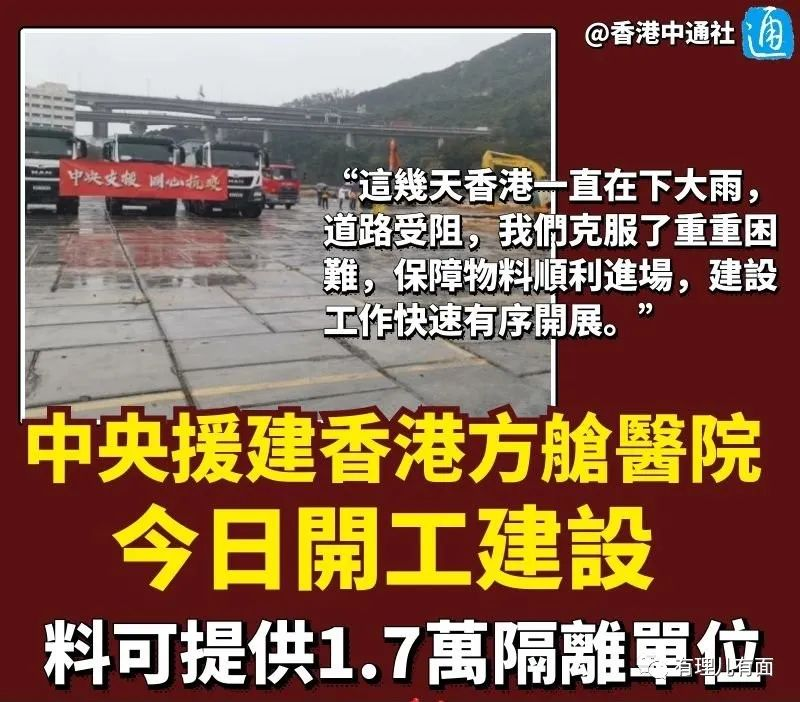 @香港中通社
通
MAN
MAN
中央支援 同心抗疫
“這幾天香港一直在下大雨，
道路受阻，我們克服了重重困
難，保障物料順利進場，建設
工作快速有序開展。”
中央援建香港方艙醫院
今日開工建設
料可提供1.7萬隔離單位
有理儿有面